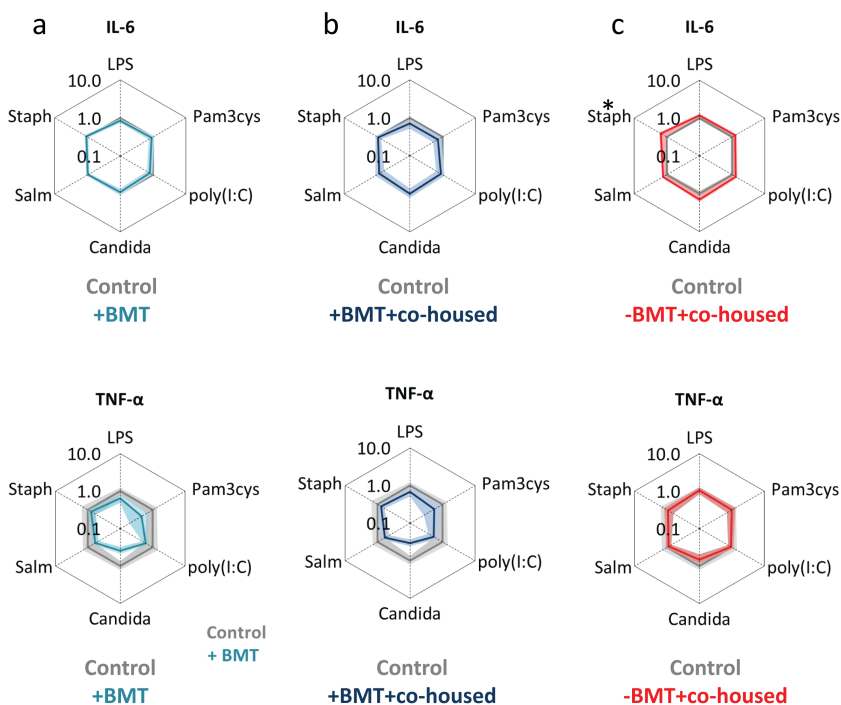 a
IL-6
LPS
10.0
Staph
1.0
Pam3cys
0.1
Salm
poly(I:C)
Candida
Control
+BMT
b
IL-6
LPS
10.0
Staph
1.0
Pam3cys
0.1
Salm
poly(I:C)
Candida
Control
+BMT+co-housed
c
IL-6
LPS
10.0
*
Staph
1.0
Pam3cys
0.1
Salm
poly(I:C)
Candida
Control
-BMT+co-housed
TNF-α
LPS
10.0
Staph
1.0
Pam3cys
0.1
Salm
poly(I:C)
Candida
Control
+ BMT
Control
+BMT
TNF-α
LPS
10.0
Staph
1.0
Pam3cys
0.1
Salm
poly(I:C)
Candida
Control
+BMT+co-housed
TNF-α
LPS
10.0
Staph
1.0
Pam3cys
0.1
Salm
poly(I:C)
Candida
Control
-BMT+co-housed